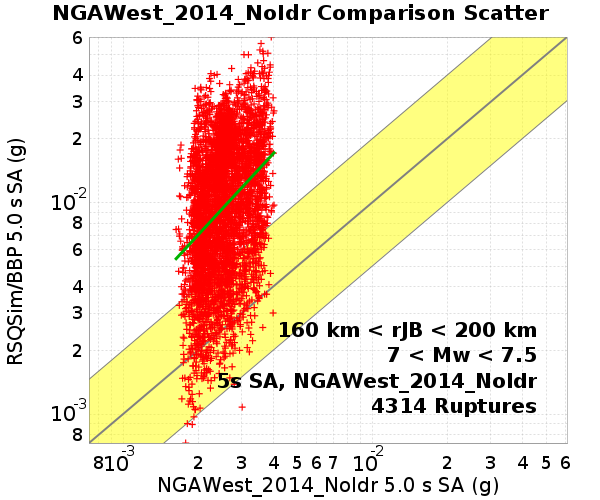 NGAWest_2014_NoIdr Comparison Scatter
RSQSim/BBP 5.0 s SA (g)
6
4
3
2
10-2
8
6
4
3
2
10-3
8
160 km < rJB < 200 km
7 < Mw < 7.5
5s SA, NGAWest_2014_NoIdr
4314 Ruptures
8 10-3 2 3 4 5 6 7 10-2 2 3 4 5 6
NGAWest_2014_NoIdr 5.0 s SA (g)